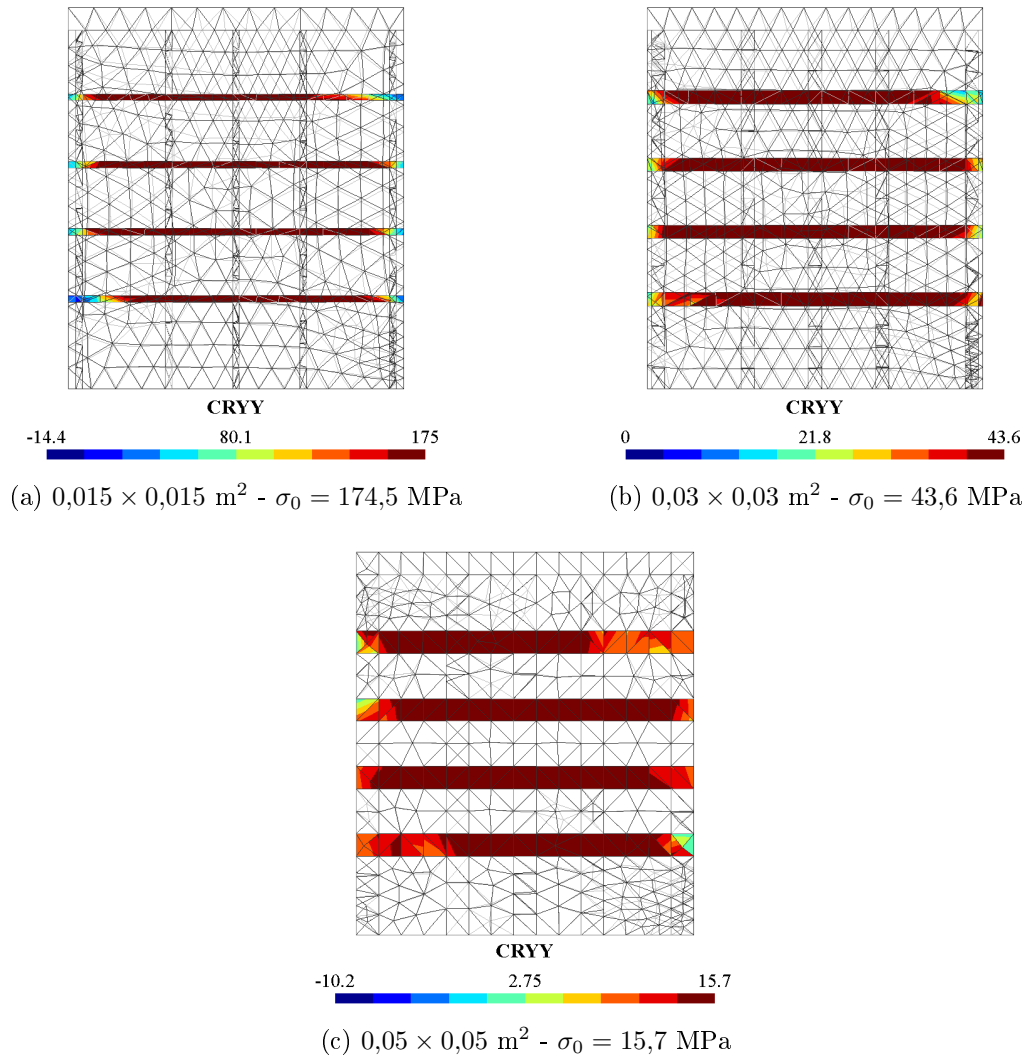 CRYY
-14.4 80.1 175
(a) 0,015 × 0,015 m² - σ₀ = 174,5 MPa
CRYY
0 21.8 43.6
(b) 0,03 × 0,03 m² - σ₀ = 43,6 MPa
CRYY
-10.2 2.75 15.7
(c) 0,05 × 0,05 m² - σ₀ = 15,7 MPa